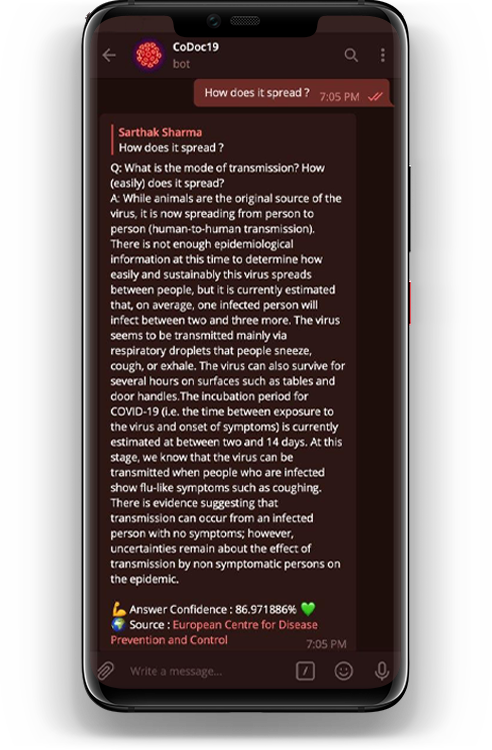 CoDoc19
bot
How does it spread ? 7:05 PM
Sarthak Sharma
How does it spread ?
Q: What is the mode of transmission? How
(easily) does it spread?
A: While animals are the original source of the
virus, it is now spreading from person to
person (human-to-human transmission).
There is not enough epidemiological
information at this time to determine how
easily and sustainably this virus spreads
between people, but it is currently estimated
that, on average, one infected person will
infect between two and three more. The virus
seems to be transmitted mainly via
respiratory droplets that people sneeze,
cough, or exhale. The virus can also survive for
several hours on surfaces such as tables and
door handles.The incubation period for
COVID-19 (i.e. the time between exposure to
the virus and onset of symptoms) is currently
estimated at between two and 14 days. At this
stage, we know that the virus can be
transmitted when people who are infected
show flu-like symptoms such as coughing.
There is evidence suggesting that
transmission can occur from an infected
person with no symptoms; however,
uncertainties remain about the effect of
transmission by non symptomatic persons on
the epidemic.
💪 Answer Confidence : 86.971886% 💚
🌍 Source : European Centre for Disease
Prevention and Control
7:05 PM
Write a message...